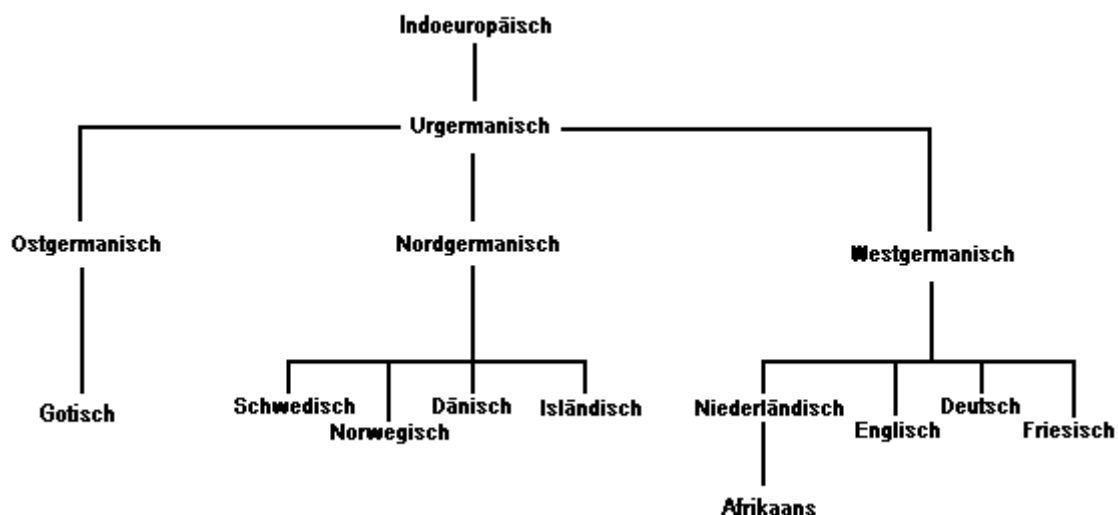 Indoeuropäisch
Urgermanisch
Ostgermanisch
Nordgermanisch
Westgermanisch
Gotisch
Schwedisch
Norwegisch
Dänisch
Isländisch
Niederländisch
Englisch
Deutsch
Friesisch
Afrikaans